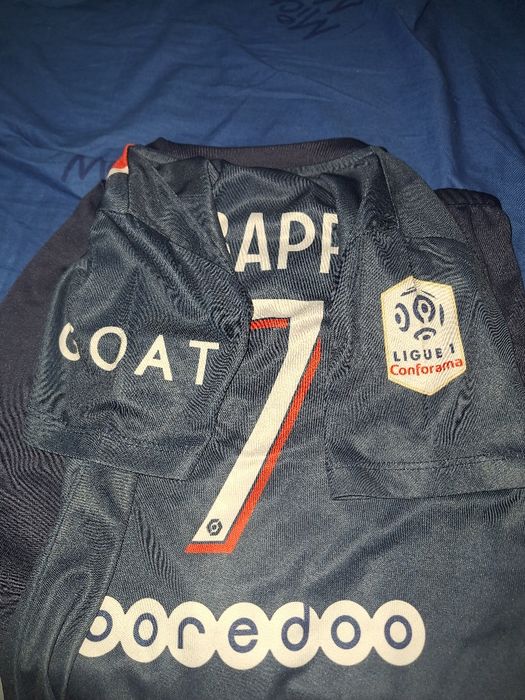 BAPP
GOAT
7
LIGUE 1
Conforama
ooredoo